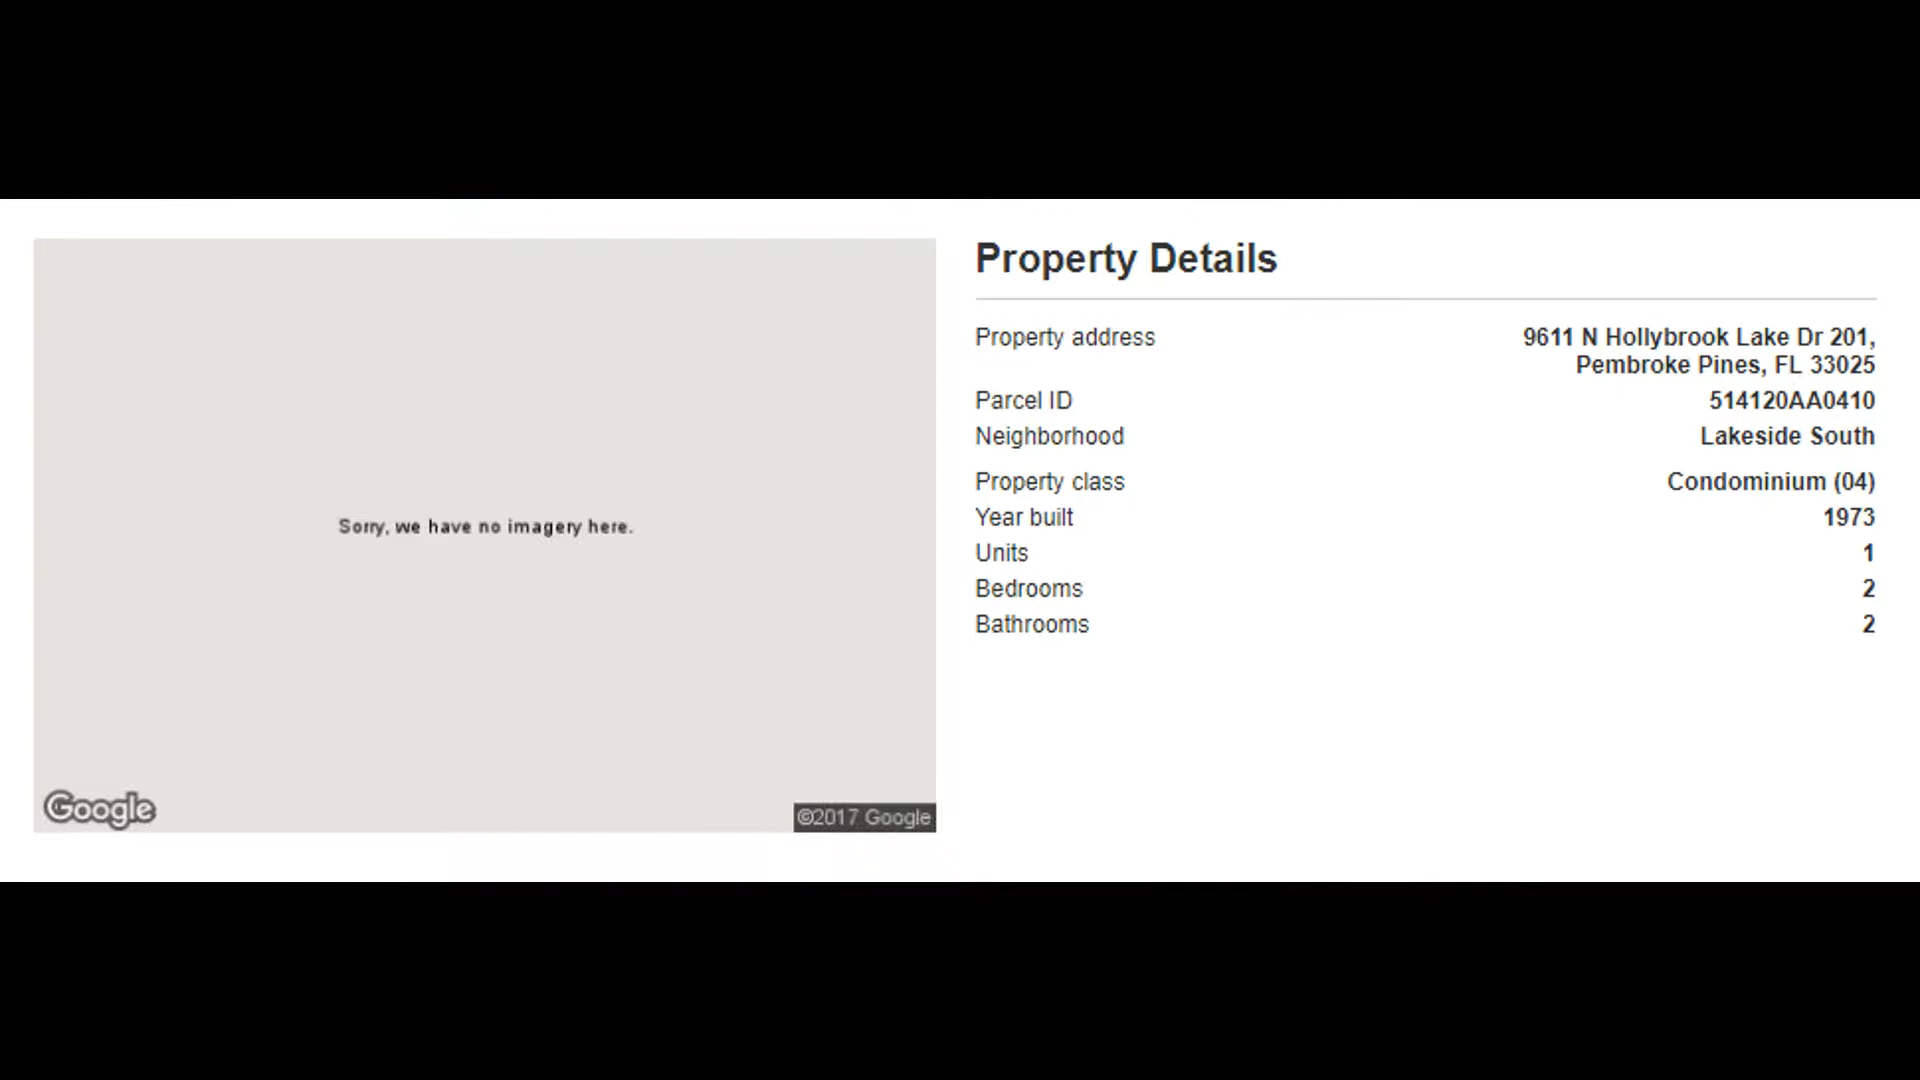 Sorry, we have no imagery here.
Google
©2017 Google
Property Details
Property address 9611 N Hollybrook Lake Dr 201,
Pembroke Pines, FL 33025
Parcel ID 514120AA0410
Neighborhood Lakeside South
Property class Condominium (04)
Year built 1973
Units 1
Bedrooms 2
Bathrooms 2